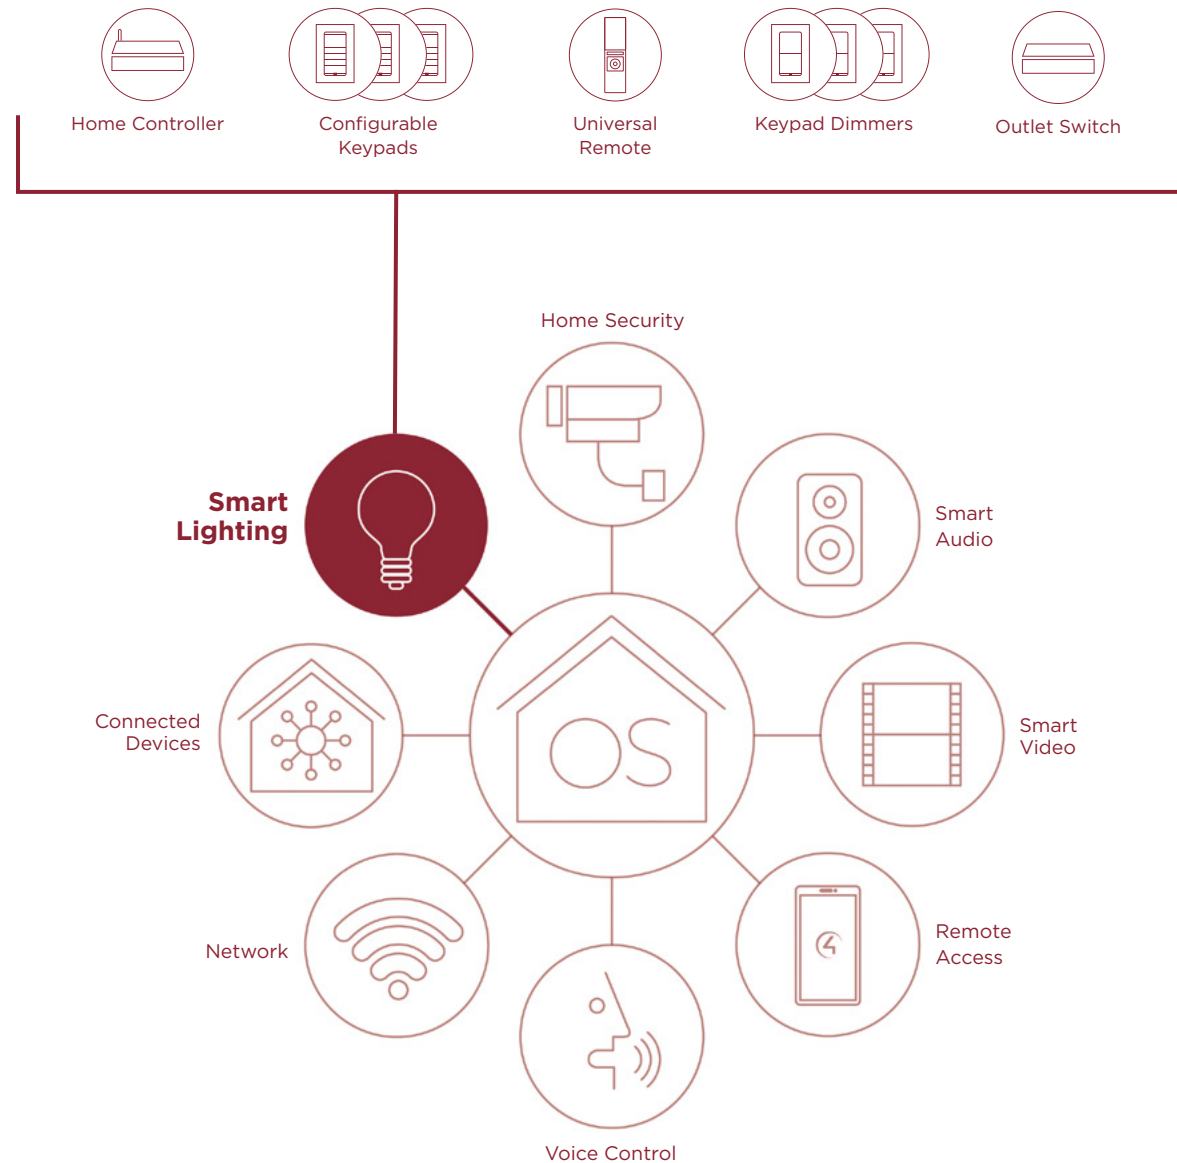 Home Controller
Configurable
Keypads
Universal
Remote
Keypad Dimmers
Outlet Switch
Home Security
Smart
Lighting
Smart
Audio
Connected
Devices
OS
Smart
Video
Network
Remote
Access
4
Voice Control